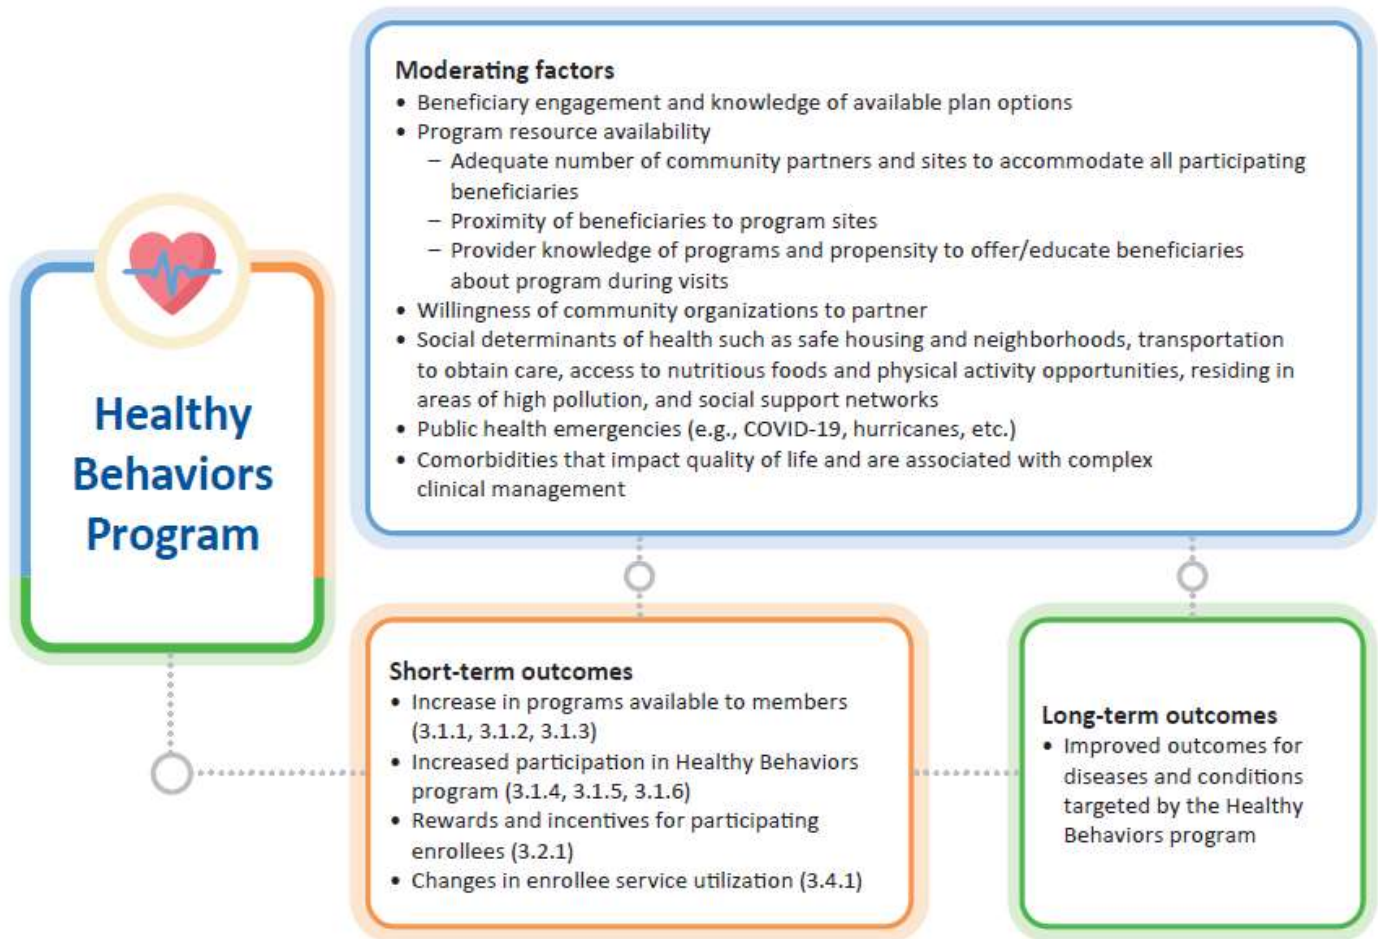 Healthy
Behaviors
Program
Moderating factors
• Beneficiary engagement and knowledge of available plan options
• Program resource availability
– Adequate number of community partners and sites to accommodate all participating
beneficiaries
– Proximity of beneficiaries to program sites
– Provider knowledge of programs and propensity to offer/educate beneficiaries
about program during visits
• Willingness of community organizations to partner
• Social determinants of health such as safe housing and neighborhoods, transportation
to obtain care, access to nutritious foods and physical activity opportunities, residing in
areas of high pollution, and social support networks
• Public health emergencies (e.g., COVID-19, hurricanes, etc.)
• Comorbidities that impact quality of life and are associated with complex
clinical management
Short-term outcomes
• Increase in programs available to members
(3.1.1, 3.1.2, 3.1.3)
• Increased participation in Healthy Behaviors
program (3.1.4, 3.1.5, 3.1.6)
• Rewards and incentives for participating
enrollees (3.2.1)
• Changes in enrollee service utilization (3.4.1)
Long-term outcomes
• Improved outcomes for
diseases and conditions
targeted by the Healthy
Behaviors program